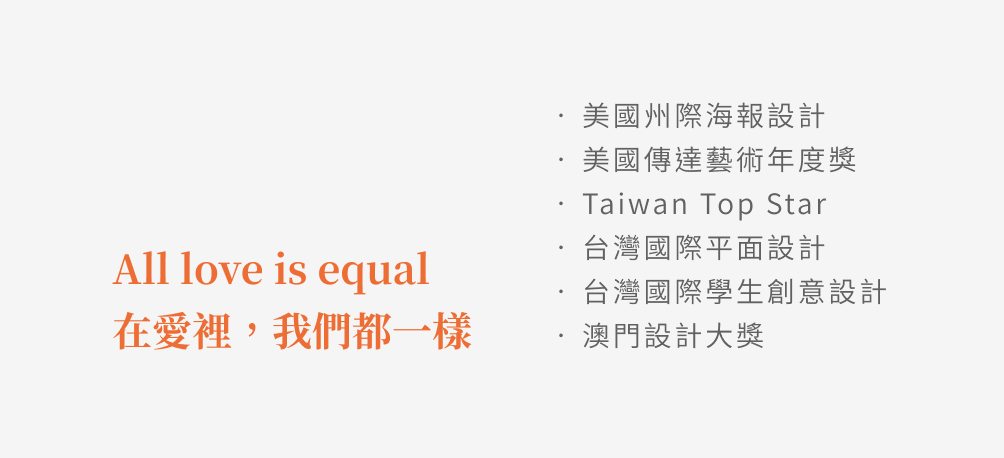 All love is equal
在愛裡，我們都一樣
· 美國州際海報設計
· 美國傳達藝術年度獎
· Taiwan Top Star
· 台灣國際平面設計
· 台灣國際學生創意設計
· 澳門設計大獎